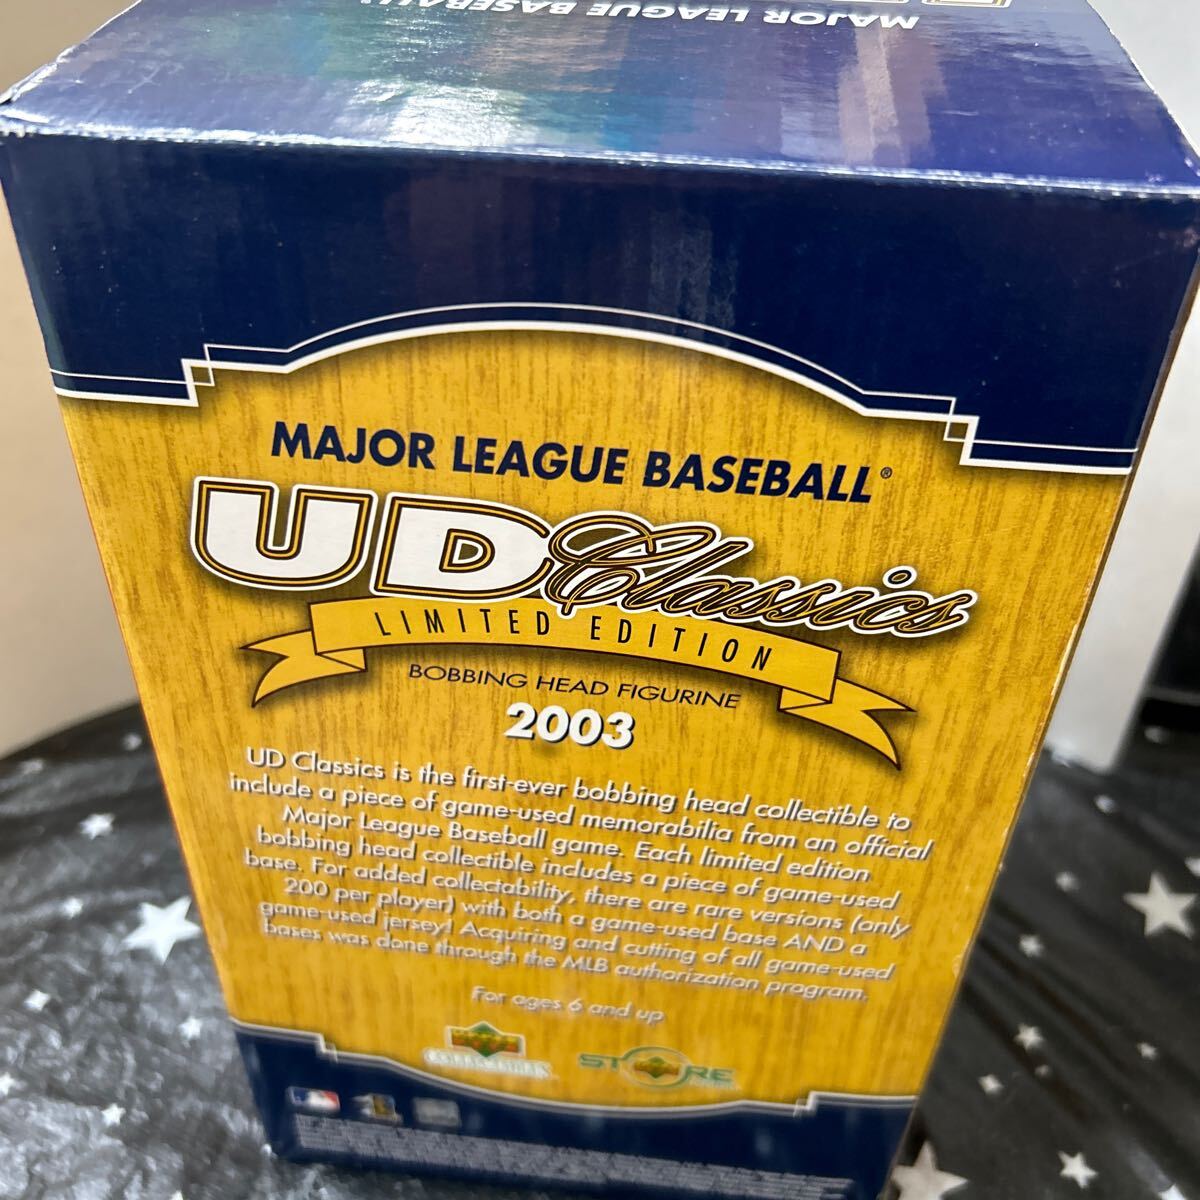 MAJOR LEAGUE BASEBALL
MAJOR LEAGUE BASEBALL®
UD Classics
LIMITED EDITION
BOBBING HEAD FIGURINE
2003
UD Classics is the first-ever bobbing head collectible to
include a piece of game-used memorabilia from an official
Major League Baseball game. Each limited edition
bobbing head collectible includes a piece of game-used
base. For added collectability, there are rare versions (only
200 per player) with both a game-used base AND a
game-used jersey! Acquiring and cutting of all game-used
bases was done through the MLB authorization program.
For ages 6 and up
COLLECTIBLES
STORE